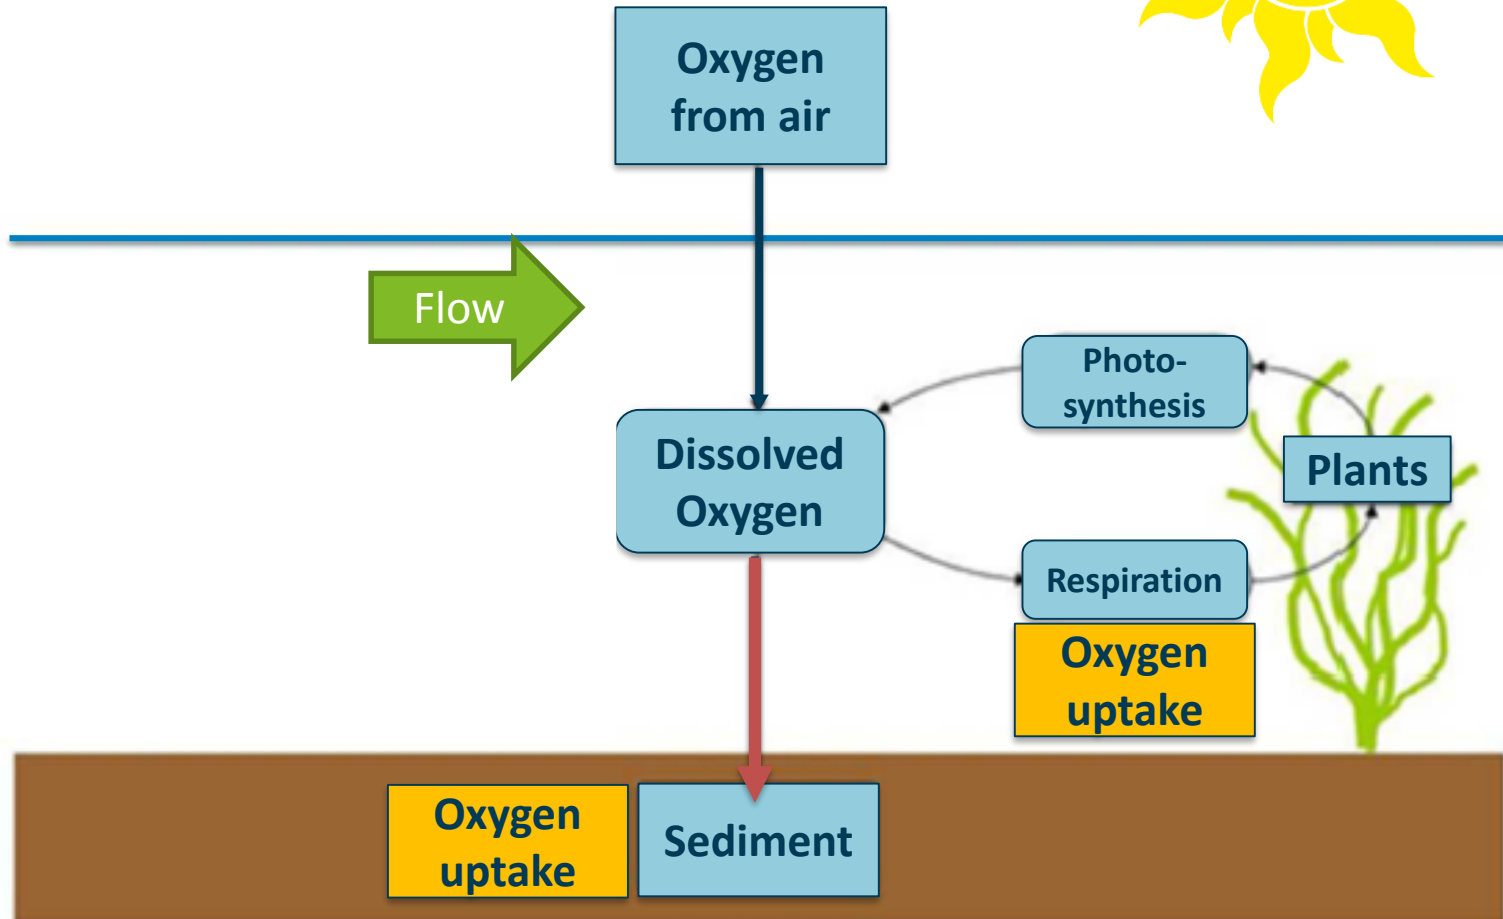 Oxygen
from air
Flow
Photo-
synthesis
Dissolved
Oxygen
Plants
Respiration
Oxygen
uptake
Oxygen
uptake
Sediment